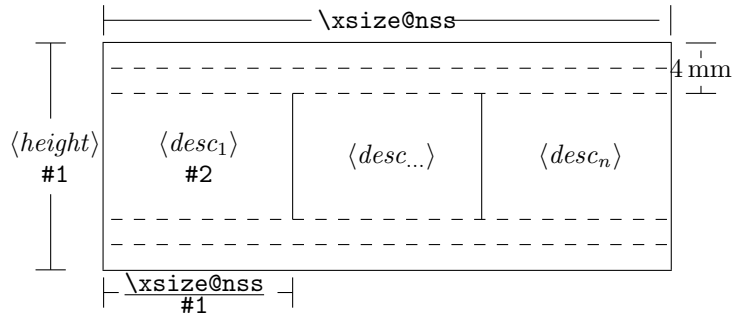 \xsize@nss
4 mm
⟨height⟩ ⟨desc₁⟩ ⟨desc...⟩ ⟨descₙ⟩
#1 #2
\xsize@nss
#1